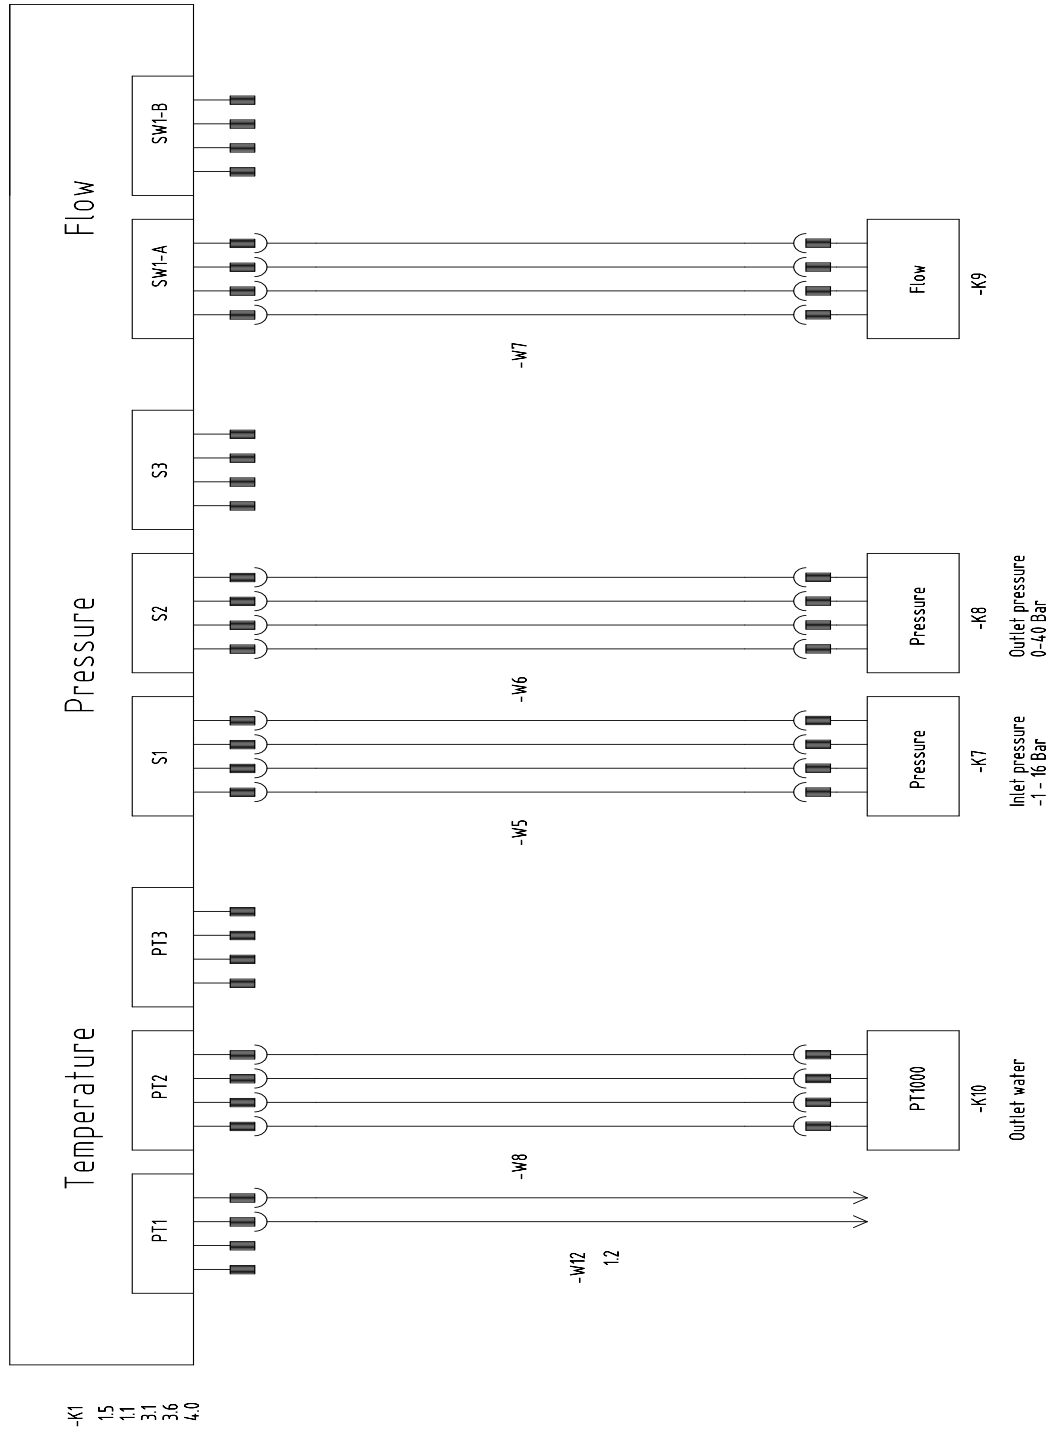 -K1
1.5
1.1
3.1
3.6
4.0
Temperature
Pressure
Flow
PT1
PT2
PT3
S1
S2
S3
SW1-A
SW1-B
-W12
1.2
-W8
-W5
-W6
-W7
PT1000
-K10
Outlet water
Pressure
-K7
Inlet pressure
-1 - 16 Bar
Pressure
-K8
Outlet pressure
0-40 Bar
Flow
-K9